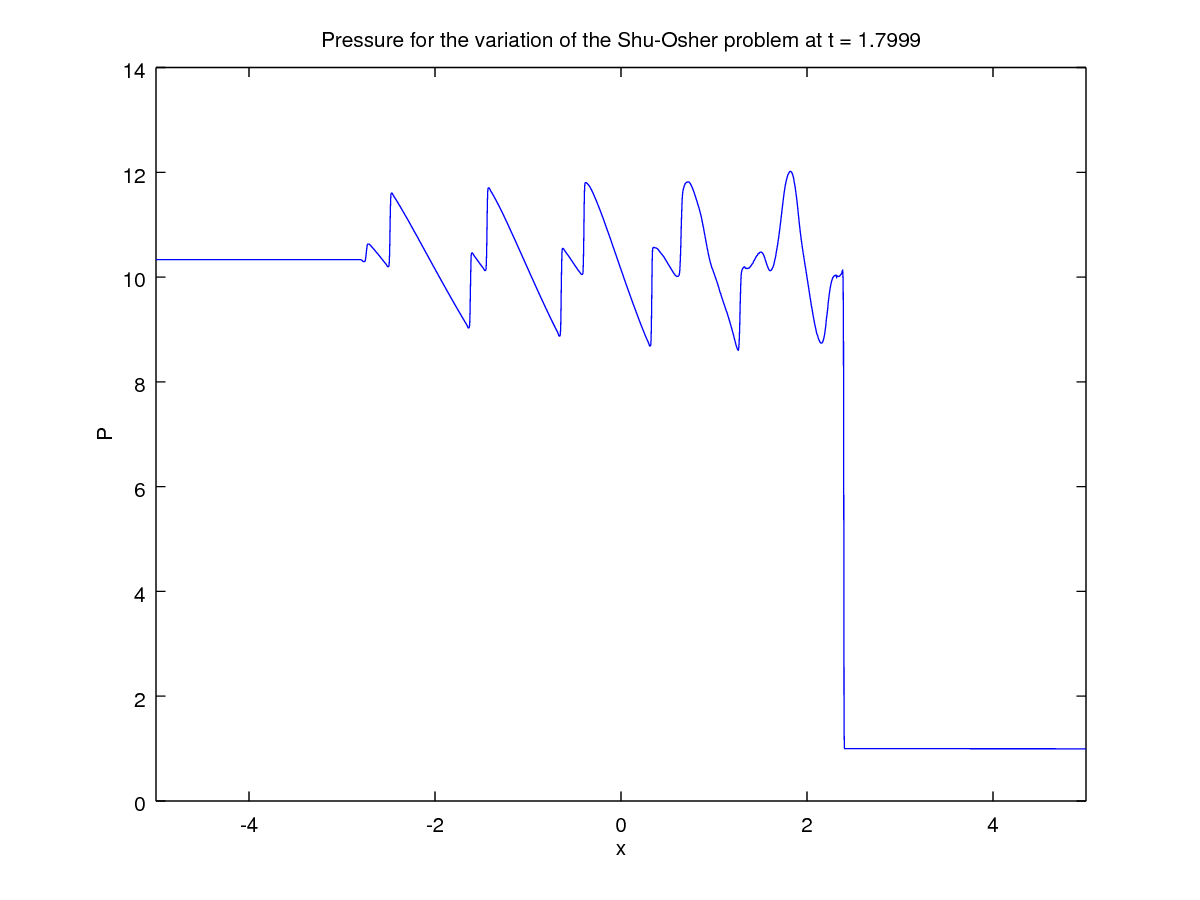 Pressure for the variation of the Shu-Osher problem at t = 1.7999
14
12
10
8
6
4
2
0
P
-4 -2 0 2 4
x